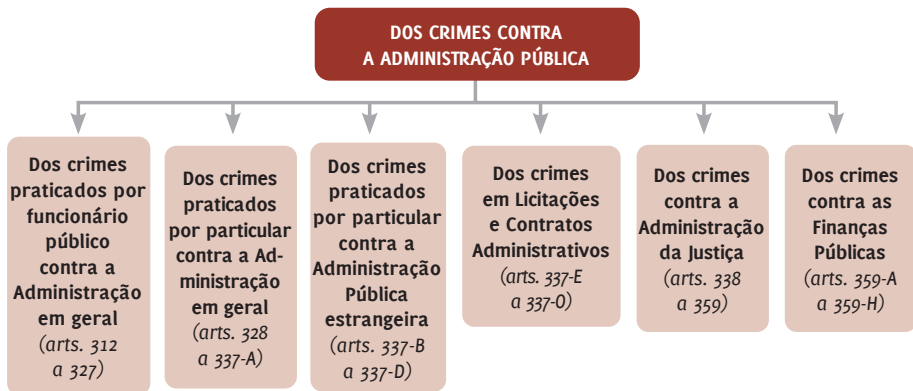 DOS CRIMES CONTRA
A ADMINISTRAÇÃO PÚBLICA
Dos crimes
praticados por
funcionário
público
contra a
Administração
em geral
(arts. 312
a 327)
Dos crimes
praticados
por particular
contra a Ad-
ministração
em geral
(arts. 328
a 337-A)
Dos crimes
praticados
por particular
contra a
Administração
Pública
estrangeira
(arts. 337-B
a 337-D)
Dos crimes
em Licitações
e Contratos
Administrativos
(arts. 337-E
a 337-O)
Dos crimes
contra a
Administração
da Justiça
(arts. 338
a 359)
Dos crimes
contra as
Finanças
Públicas
(arts. 359-A
a 359-H)